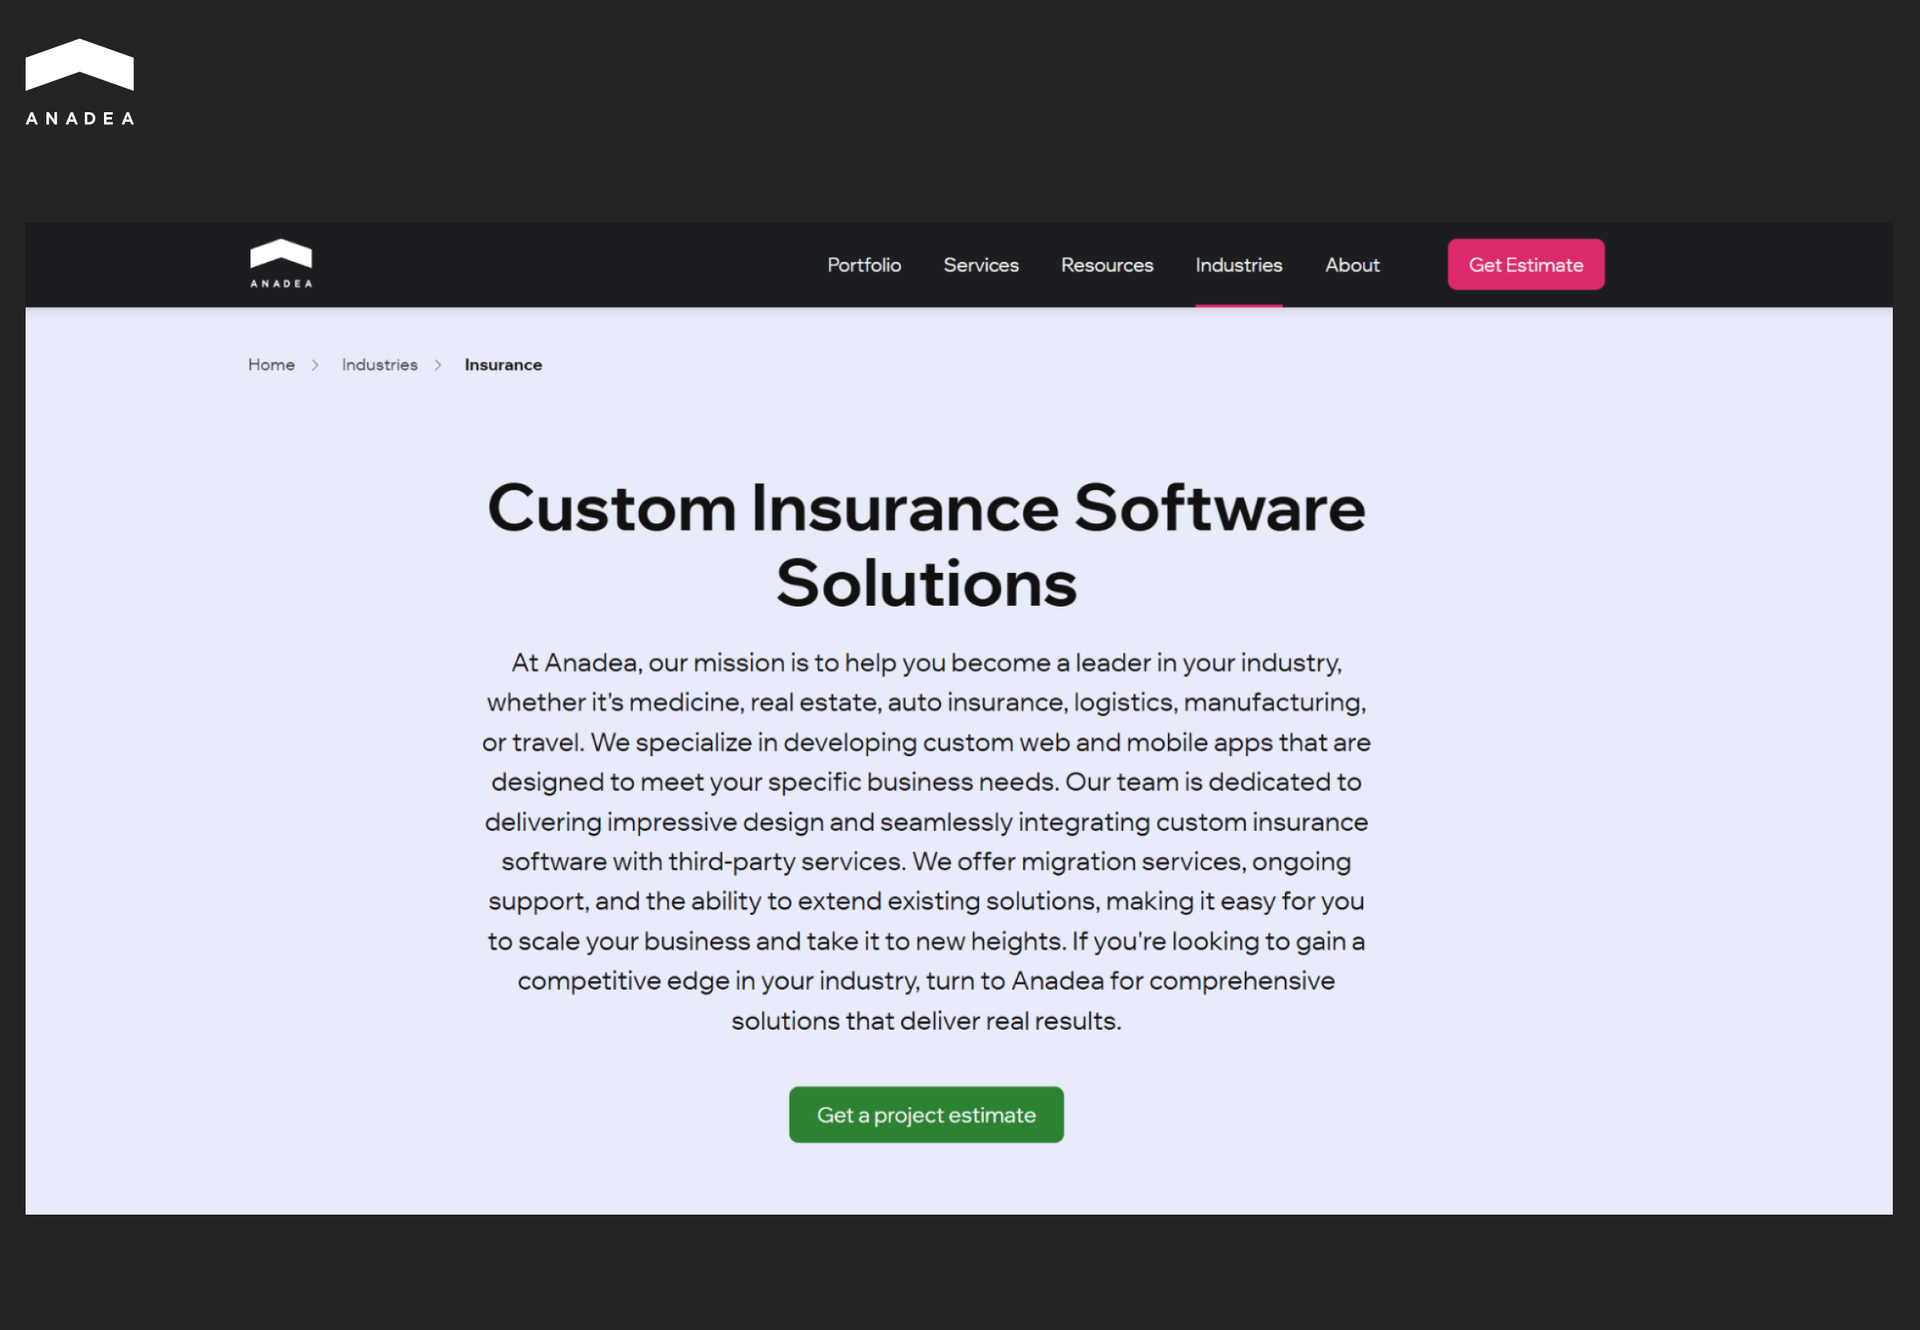 ANADEA
ANADEA
Portfolio Services Resources Industries About Get Estimate
Home > Industries > Insurance
Custom Insurance Software
Solutions
At Anadea, our mission is to help you become a leader in your industry,
whether it's medicine, real estate, auto insurance, logistics, manufacturing,
or travel. We specialize in developing custom web and mobile apps that are
designed to meet your specific business needs. Our team is dedicated to
delivering impressive design and seamlessly integrating custom insurance
software with third-party services. We offer migration services, ongoing
support, and the ability to extend existing solutions, making it easy for you
to scale your business and take it to new heights. If you're looking to gain a
competitive edge in your industry, turn to Anadea for comprehensive
solutions that deliver real results.
Get a project estimate